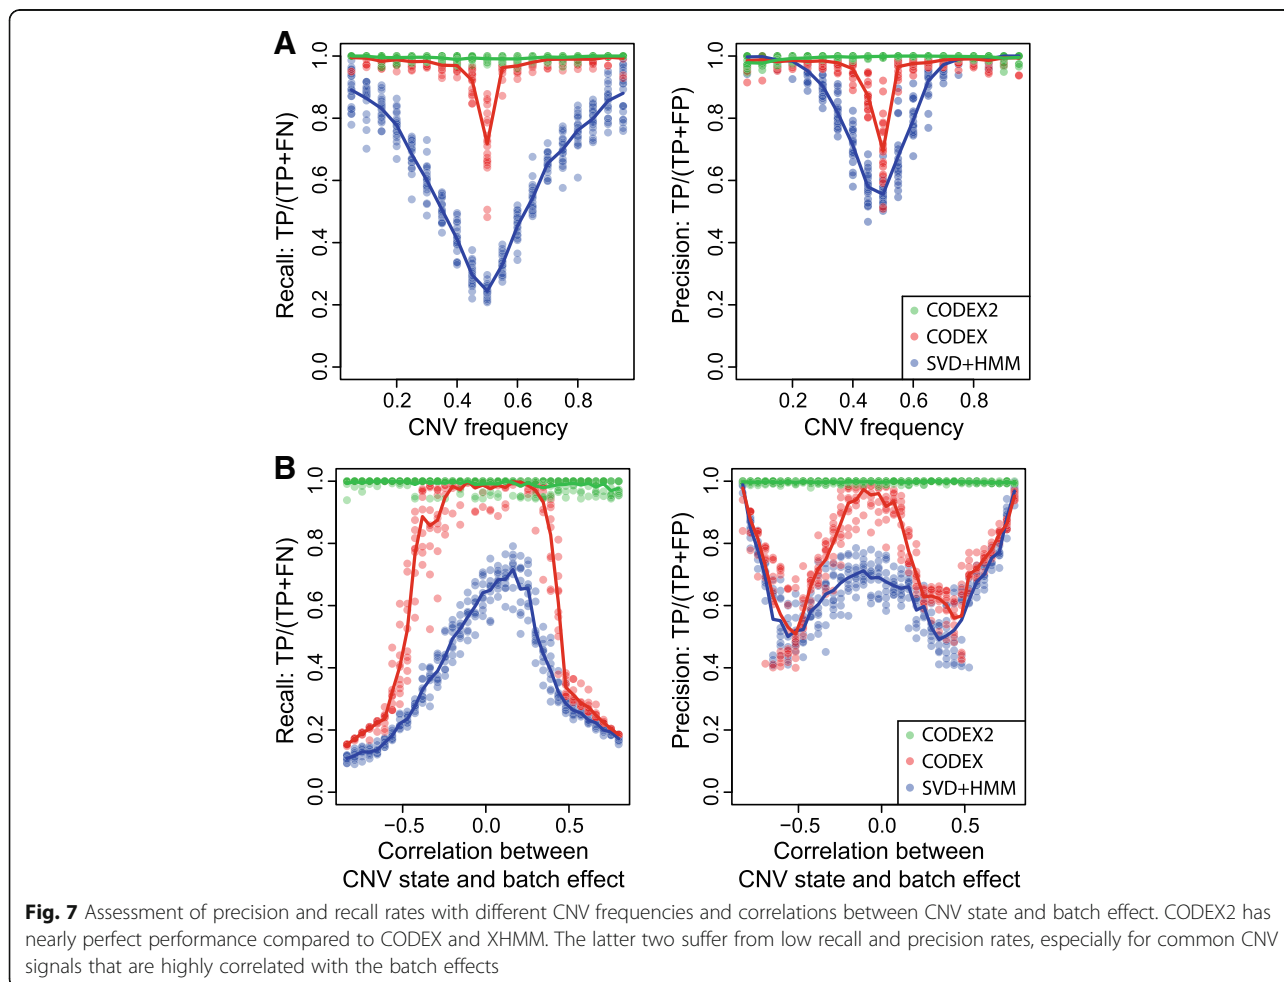 A
Recall: TP/(TP+FN)
1.0
0.8
0.6
0.4
0.2
0.0
0.2 0.4 0.6 0.8
CNV frequency
Precision: TP/(TP+FP)
1.0
0.8
0.6
0.4
0.2
0.0
CODEX2
CODEX
SVD+HMM
0.2 0.4 0.6 0.8
CNV frequency
B
Recall: TP/(TP+FN)
1.0
0.8
0.6
0.4
0.2
0.0
−0.5 0.0 0.5
Correlation between
CNV state and batch effect
Precision: TP/(TP+FP)
1.0
0.8
0.6
0.4
0.2
0.0
CODEX2
CODEX
SVD+HMM
−0.5 0.0 0.5
Correlation between
CNV state and batch effect
Fig. 7 Assessment of precision and recall rates with different CNV frequencies and correlations between CNV state and batch effect. CODEX2 has
nearly perfect performance compared to CODEX and XHMM. The latter two suffer from low recall and precision rates, especially for common CNV
signals that are highly correlated with the batch effects